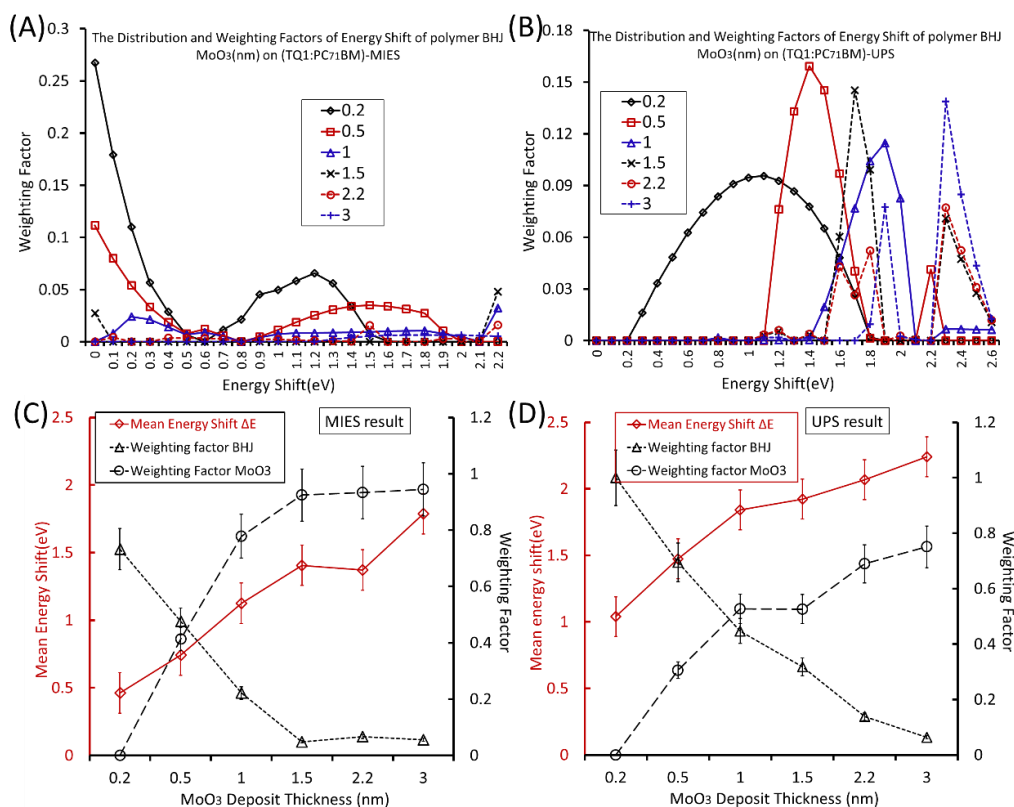 (A)
The Distribution and Weighting Factors of Energy Shift of polymer BHJ
MoO3(nm) on (TQ1:PC71BM)-MIES
Weighting Factor
0.3
0.25
0.2
0.15
0.1
0.05
0
0.2
0.5
1
1.5
2.2
3
0 0.1 0.2 0.3 0.4 0.5 0.6 0.7 0.8 0.9 1 1.1 1.2 1.3 1.4 1.5 1.6 1.7 1.8 1.9 2 2.1 2.2
Energy Shift(eV)
(B)
The Distribution and Weighting Factors of Energy Shift of polymer BHJ
MoO3(nm) on (TQ1:PC71BM)-UPS
Weighting Factor
0.18
0.15
0.12
0.09
0.06
0.03
0
0.2
0.5
1
1.5
2.2
3
0 0.2 0.4 0.6 0.8 1 1.2 1.4 1.6 1.8 2 2.2 2.4 2.6
Energy Shift(eV)
(C)
Mean Energy Shift ΔE
Weighting factor BHJ
Weighting Factor MoO3
MIES result
Mean Energy Shift(eV)
2.5
2
1.5
1
0.5
0
1.2
1
0.8
0.6
0.4
0.2
0
Weighting Factor
0.2 0.5 1 1.5 2.2 3
MoO3 Deposit Thickness (nm)
(D)
Mean Energy Shift ΔE
Weighting factor BHJ
Weighting factor MoO3
UPS result
Mean energy shift(eV)
2.5
2
1.5
1
0.5
0
1.2
1
0.8
0.6
0.4
0.2
0
Weighting Factor
0.2 0.5 1 1.5 2.2 3
MoO3 Deposit Thickness (nm)